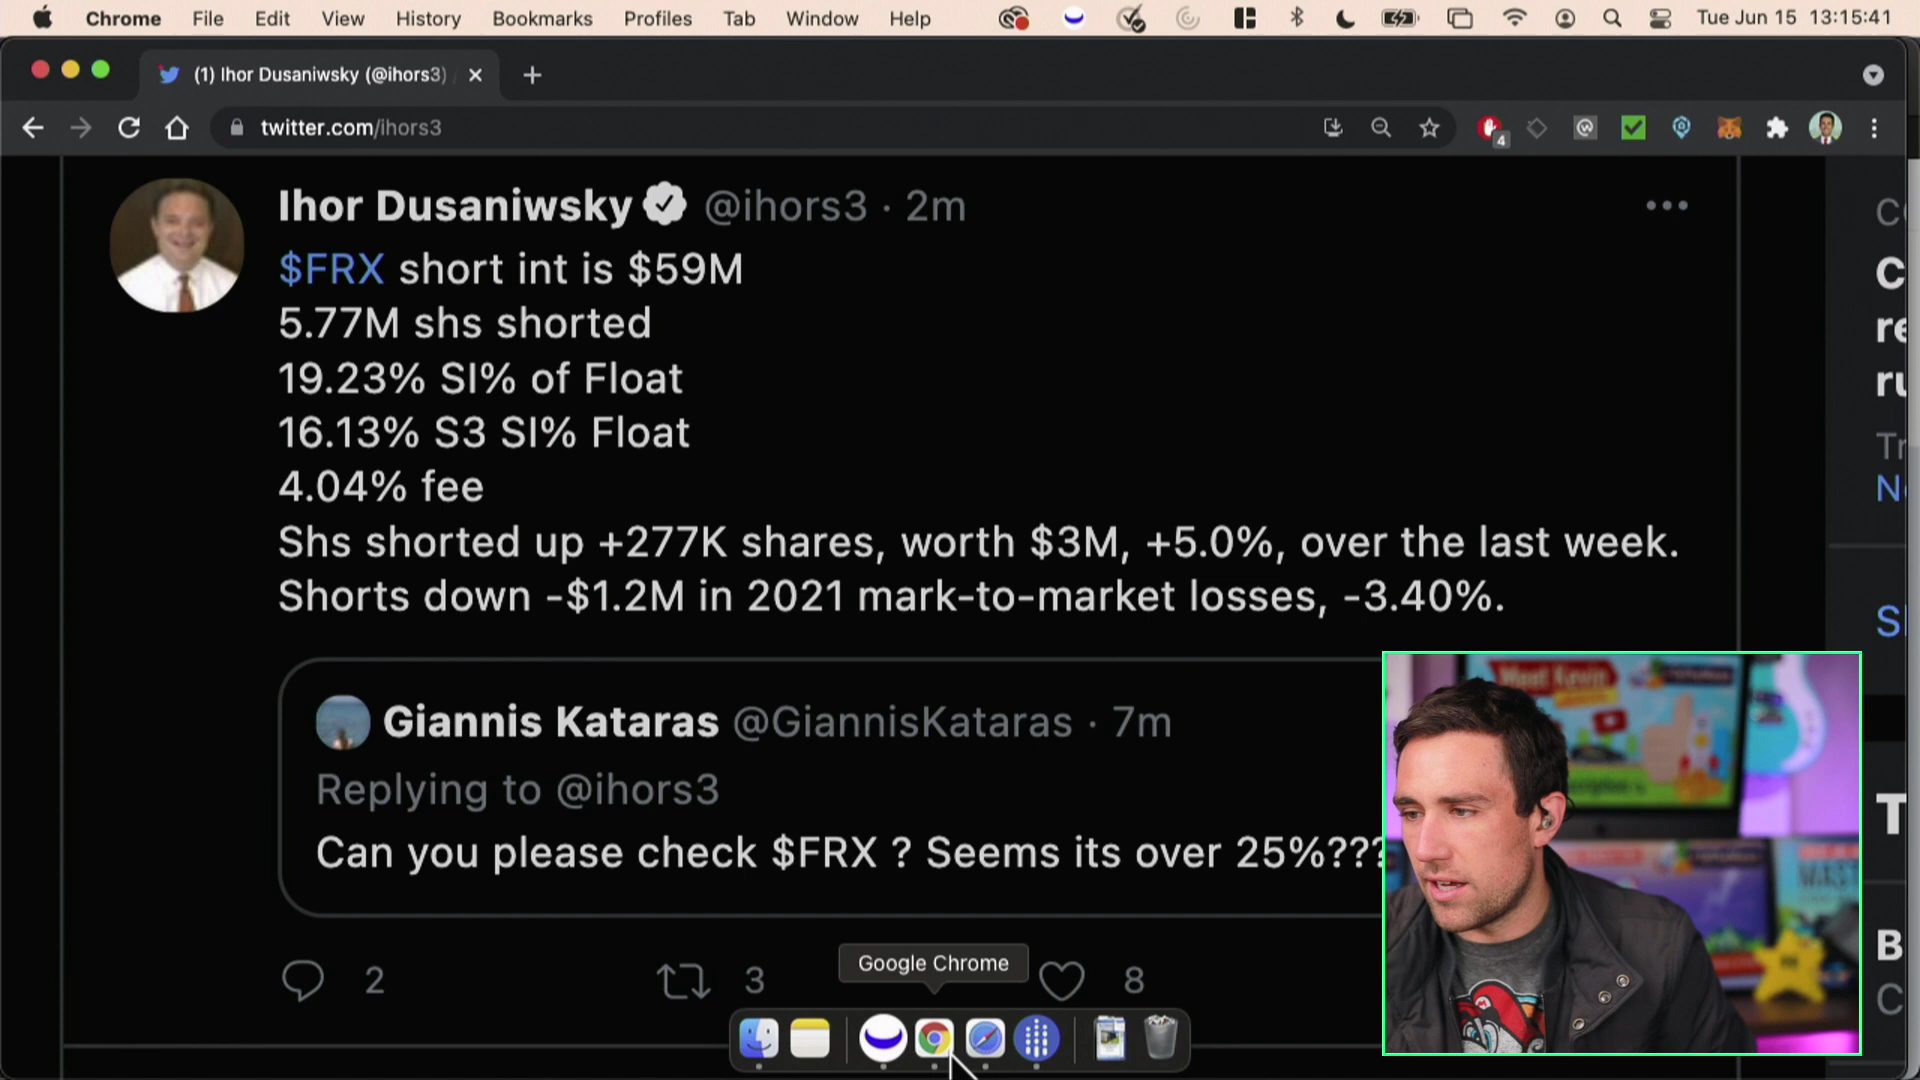 Chrome File Edit View History Bookmarks Profiles Tab Window Help Tue Jun 15 13:15:41
(1) Ihor Dusaniwsky (@ihors3)
twitter.com/ihors3
4
Ihor Dusaniwsky @ihors3 · 2m
$FRX short int is $59M
5.77M shs shorted
19.23% SI% of Float
16.13% S3 SI% Float
4.04% fee
Shs shorted up +277K shares, worth $3M, +5.0%, over the last week.
Shorts down -$1.2M in 2021 mark-to-market losses, -3.40%.
Giannis Kataras @GiannisKataras · 7m
Replying to @ihors3
Can you please check $FRX ? Seems its over 25%???
2 3 8
Google Chrome
Meet Kevin